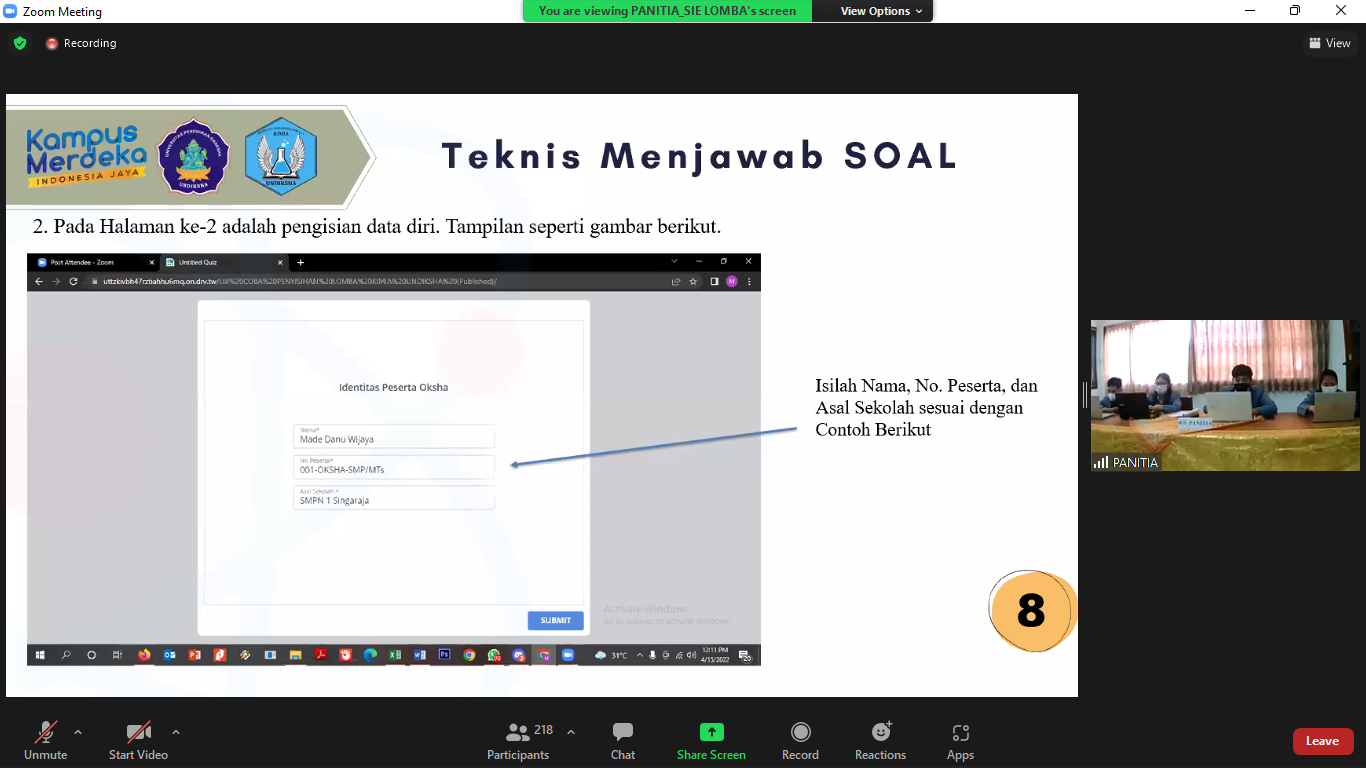 Zoom Meeting
You are viewing PANITIA_SIE LOMBA's screen
View Options
Recording
View
Kampus
Merdeka
INDONESIA JAYA
UNIVERSITAS PENDIDIKAN GANESHA
UNDIKSHA
KIMIA
UNDIKSHA
Teknis Menjawab SOAL
2. Pada Halaman ke-2 adalah pengisian data diri. Tampilan seperti gambar berikut.
Post Attendee - Zoom
Untitled Quiz
uttzkivbh47rztiahhu6mq.on.drv.tw/UJI%20COBA%20PENYISIHAN%20LOMBA%20KIMIA%20UNDIKSHA%20(Published)/
M
Identitas Peserta Oksha
Nama*
Made Danu Wijaya
No Peserta*
001-OKSHA-SMP/MTs
Asal Sekolah *
SMPN 1 Singaraja
SUBMIT
Activate Windows
Go to Settings to activate Windows.
31°C
12:11 PM
4/15/2022
20
Isilah Nama, No. Peserta, dan
Asal Sekolah sesuai dengan
Contoh Berikut
8
PANITIA
Unmute
Start Video
218
Participants
Chat
Share Screen
Record
Reactions
Apps
Leave